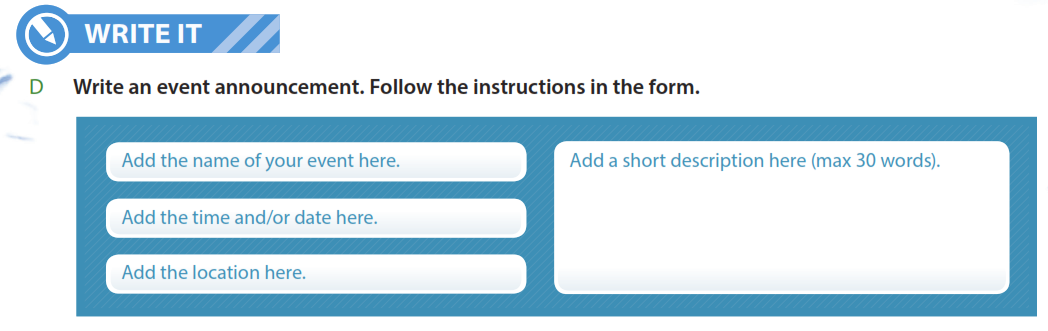 WRITE IT
D Write an event announcement. Follow the instructions in the form.
Add the name of your event here.
Add the time and/or date here.
Add the location here.
Add a short description here (max 30 words).